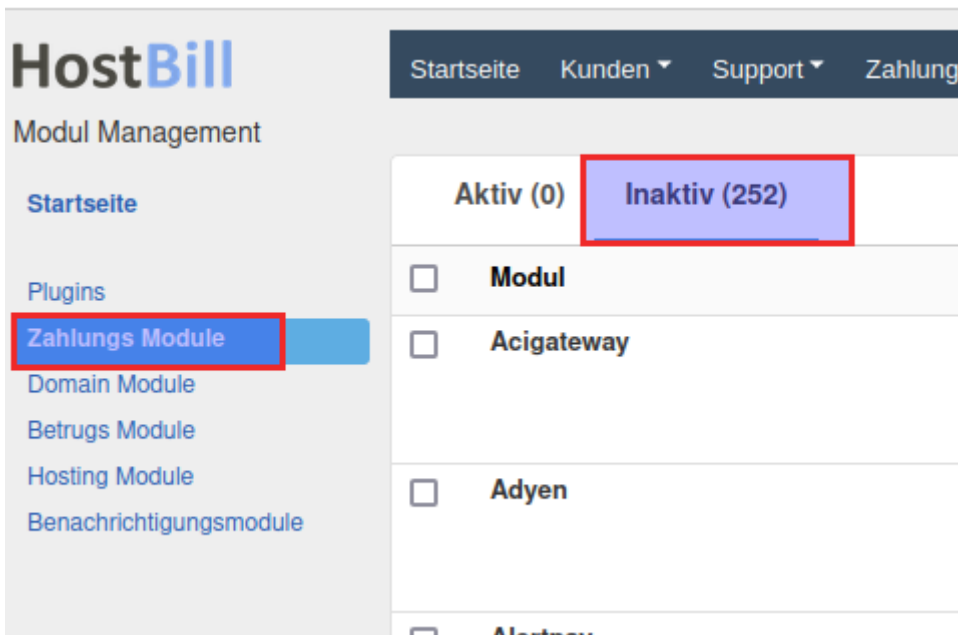 HostBill
Startseite Kunden Support Zahlung
Modul Management
Aktiv (0) Inaktiv (252)
Startseite
Modul
Plugins
Zahlungs Module
Acigateway
Domain Module
Betrugs Module
Hosting Module
Adyen
Benachrichtigungsmodule